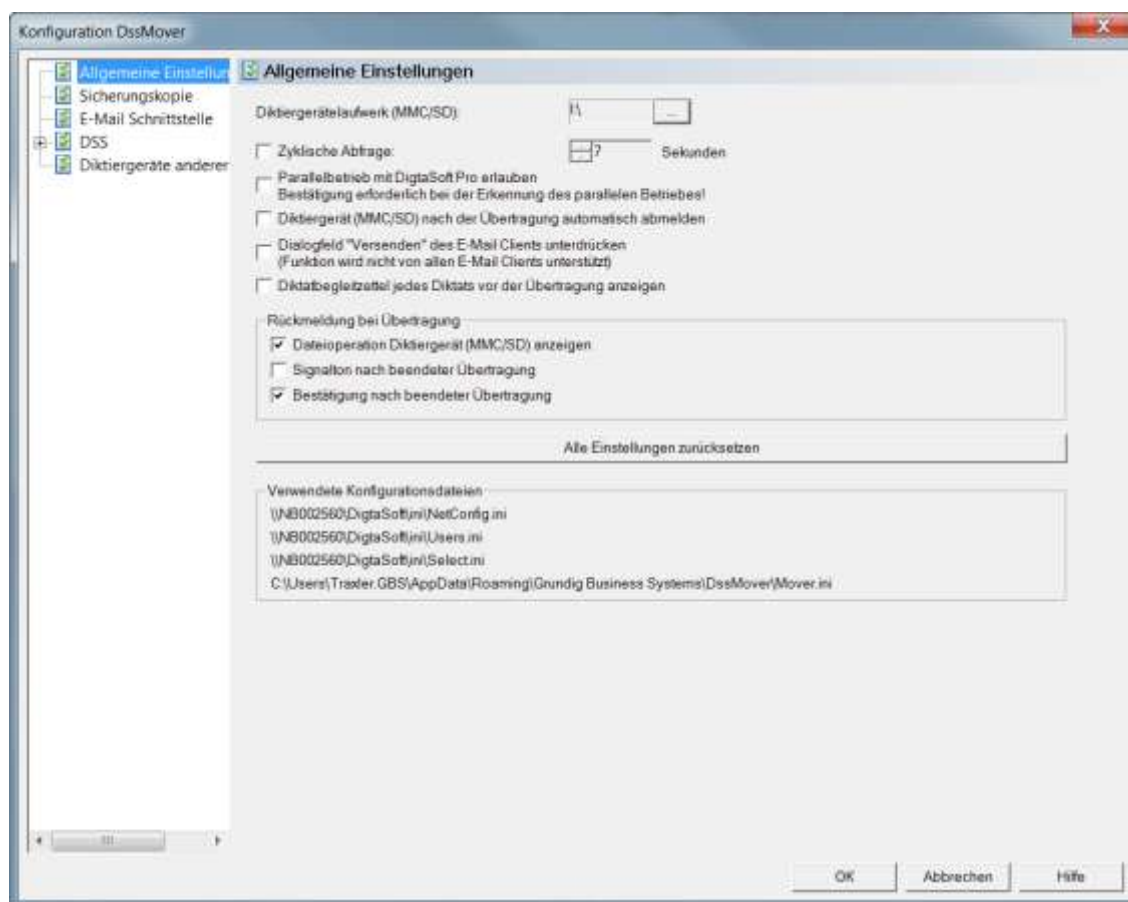 Konfiguration DssMover
Allgemeine Einstellun
Sicherungskopie
E-Mail Schnittstelle
DSS
Diktiergeräte anderer
Allgemeine Einstellungen
Diktiergerätelaufwerk (MMC/SD):
...
Zyklische Abfrage:
7
Sekunden
Parallelbetrieb mit DigtaSoft Pro erlauben
Bestätigung erforderlich bei der Erkennung des parallelen Betriebes!
Diktiergerät (MMC/SD) nach der Übertragung automatisch abmelden
Dialogfeld "Versenden" des E-Mail Clients unterdrücken
(Funktion wird nicht von allen E-Mail Clients unterstützt)
Diktatbegleitzettel jedes Diktats vor der Übertragung anzeigen
Rückmeldung bei Übertragung
Dateioperation Diktiergerät (MMC/SD) anzeigen
Signalton nach beendeter Übertragung
Bestätigung nach beendeter Übertragung
Alle Einstellungen zurücksetzen
Verwendete Konfigurationsdateien
\\NB002560\DigtaSoft\ini\NetConfig.ini
\\NB002560\DigtaSoft\ini\Users.ini
\\NB002560\DigtaSoft\ini\Select.ini
C:\Users\Traxler.GBS\AppData\Roaming\Grundig Business Systems\DssMover\Mover.ini
OK
Abbrechen
Hilfe